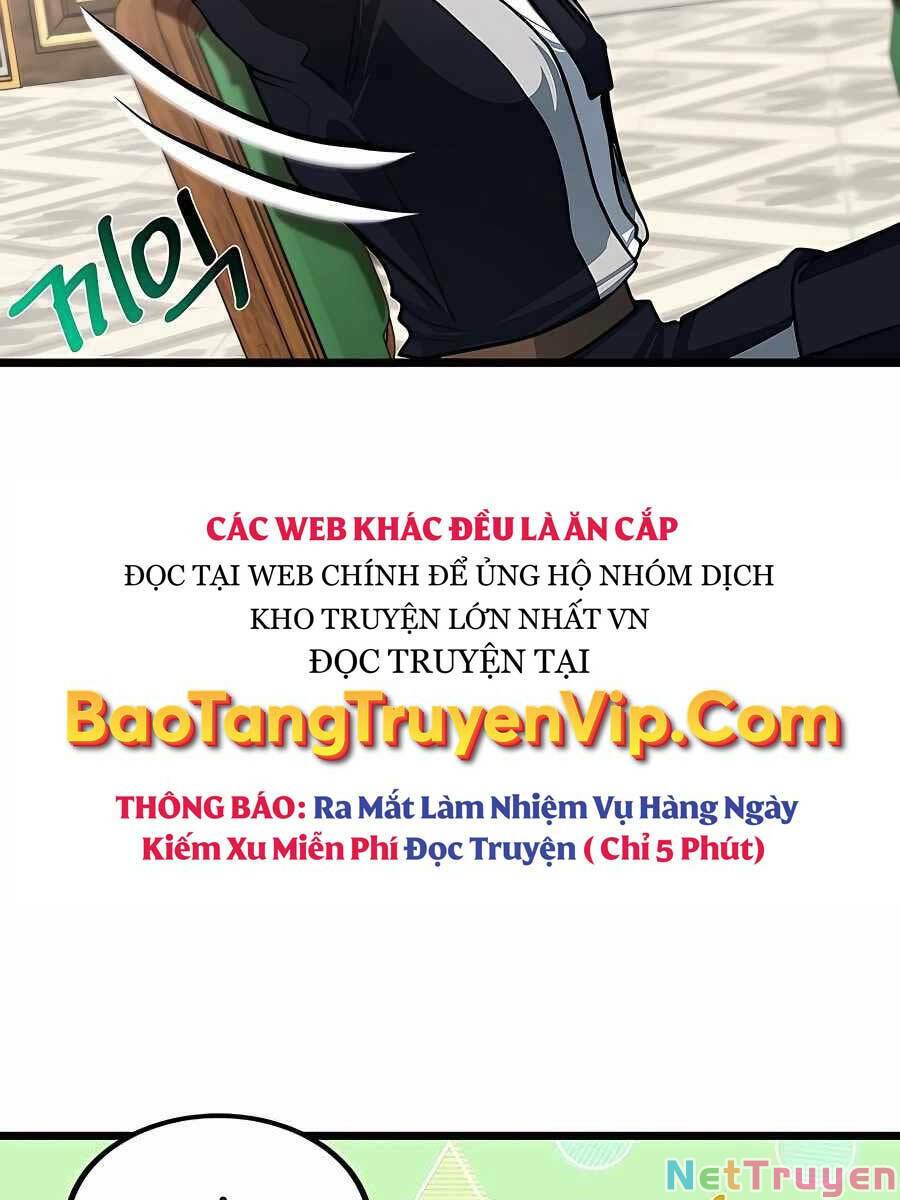 끼이익
CÁC WEB KHÁC ĐỀU LÀ ĂN CẮP
ĐỌC TẠI WEB CHÍNH ĐỂ ỦNG HỘ NHÓM DỊCH
KHO TRUYỆN LỚN NHẤT VN
ĐỌC TRUYỆN TẠI
BaoTangTruyenVip.Com
THÔNG BÁO: Ra Mắt Làm Nhiệm Vụ Hàng Ngày
Kiếm Xu Miễn Phí Đọc Truyện ( Chỉ 5 Phút)
NetTruyen